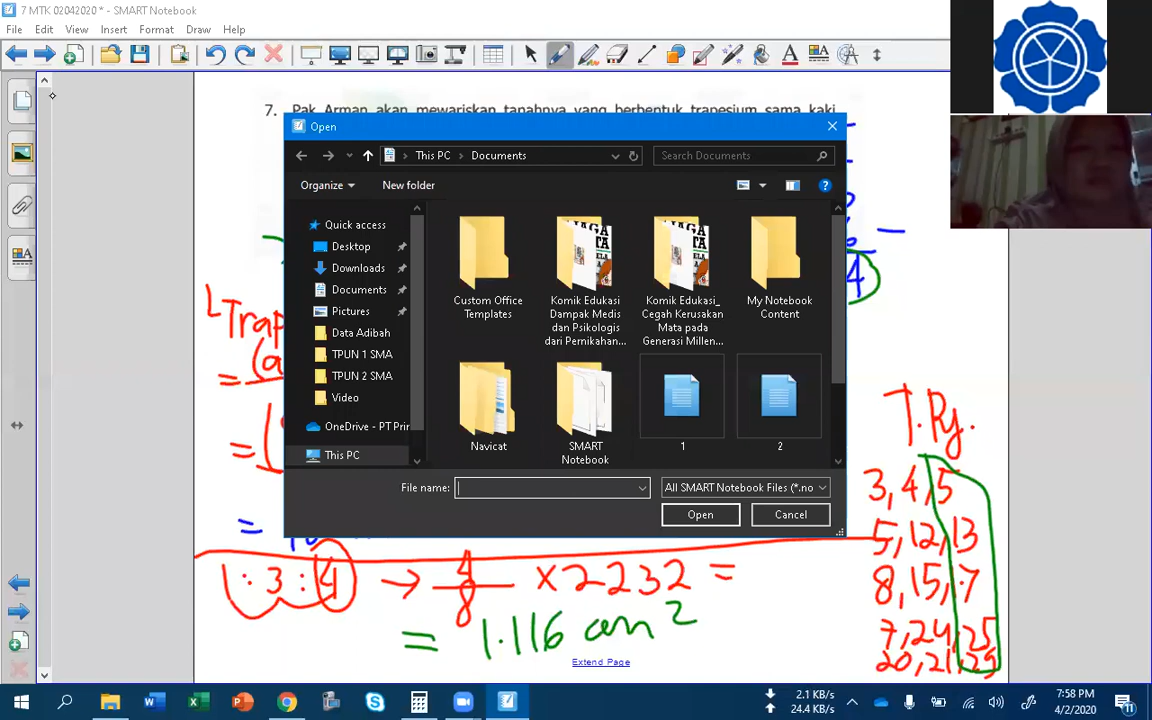 7 MTK 02042020 * - SMART Notebook
File Edit View Insert Format Draw Help
7. Pak Arman akan mewariskan tanahnya yang berbentuk trapesium sama kaki
Open
This PC > Documents
Search Documents
Organize
New folder
Quick access
Desktop
Downloads
Documents
Pictures
Data Adibah
TPUN 1 SMA
TPUN 2 SMA
Video
OneDrive - PT Prir
This PC
Custom Office
Templates
Komik Edukasi
Dampak Medis
dan Psikologis
dari Pernikahan...
Komik Edukasi_
Cegah Kerusakan
Mata pada
Generasi Millen...
My Notebook
Content
Navicat
SMART
Notebook
1
2
File name:
All SMART Notebook Files (*.no
Open
Cancel
4
L Trap
(a
=
=
=
1 : 3 : 4 → 4/8 × 2232 =
= 1.116 cm²
T. Py.
3, 4, 5
5, 12, 13
8, 15, 17
7, 24, 25
20, 21, 29
Extend Page
2.1 KB/s
24.4 KB/s
7:58 PM
4/2/2020
11